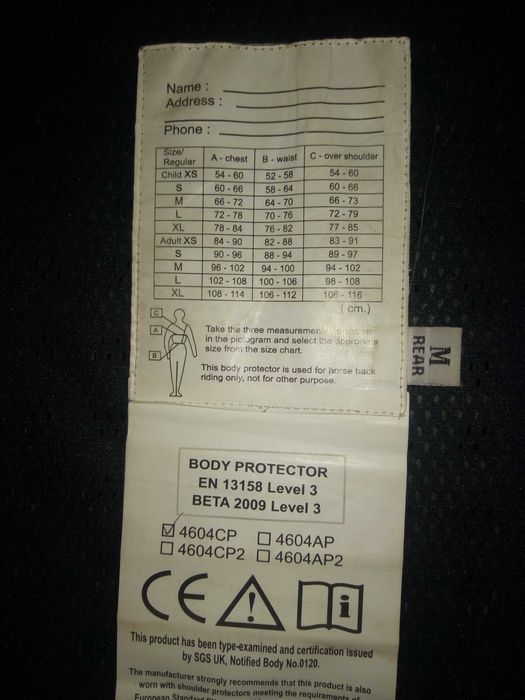 Name :
Address :
Phone :
Size/ Regular A - chest B - waist C - over shoulder
Child XS 54 - 60 52 - 58 54 - 60
S 60 - 66 58 - 64 60 - 66
M 66 - 72 64 - 70 66 - 73
L 72 - 78 70 - 76 72 - 79
XL 78 - 84 76 - 82 77 - 85
Adult XS 84 - 90 82 - 88 83 - 91
S 90 - 96 88 - 94 89 - 97
M 96 - 102 94 - 100 94 - 102
L 102 - 108 100 - 106 98 - 108
XL 108 - 114 106 - 112 106 - 116
( cm.)
C
A
B
Take the three measurements
in the pictogram and select the
size from the size chart.
This body protector is used for horse back
riding only, not for other purpose.
M
REAR
BODY PROTECTOR
EN 13158 Level 3
BETA 2009 Level 3
4604CP 4604AP
4604CP2 4604AP2
CE
i
This product has been type-examined and certification issued
by SGS UK, Notified Body No.0120.
The manufacturer strongly recommends that this product is also
worn with shoulder protectors meeting the requirements of
European